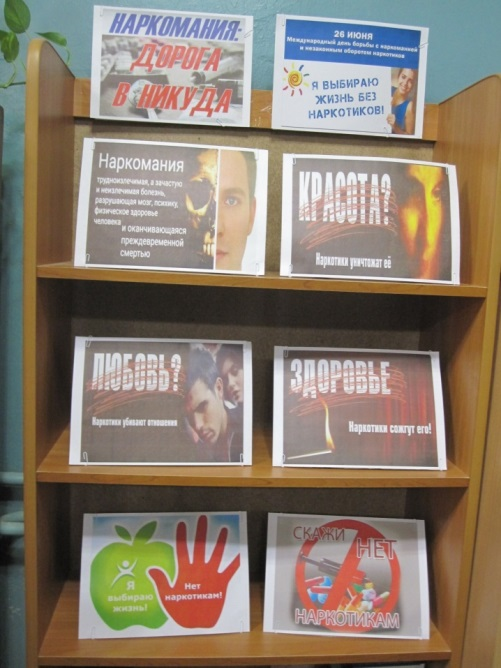 НАРКОМАНИЯ:
ДОРОГА
В НИКУДА
26 ИЮНЯ
Международный день борьбы с наркоманией
и незаконным оборотом наркотиков
Я ВЫБИРАЮ
ЖИЗНЬ БЕЗ
НАРКОТИКОВ!
Наркомания
трудноизлечимая, а зачастую
и неизлечимая болезнь,
разрушающая мозг, психику,
физическое здоровье
человека
и оканчивающаяся
преждевременной
смертью
КРАСОТА?
Наркотики уничтожат её
ЛЮБОВЬ?
Наркотики убивают отношения
ЗДОРОВЬЕ
Наркотики сожгут его!
Я
выбираю
жизнь!
Нет
наркотикам!
СКАЖИ
НЕТ
НАРКОТИКАМ